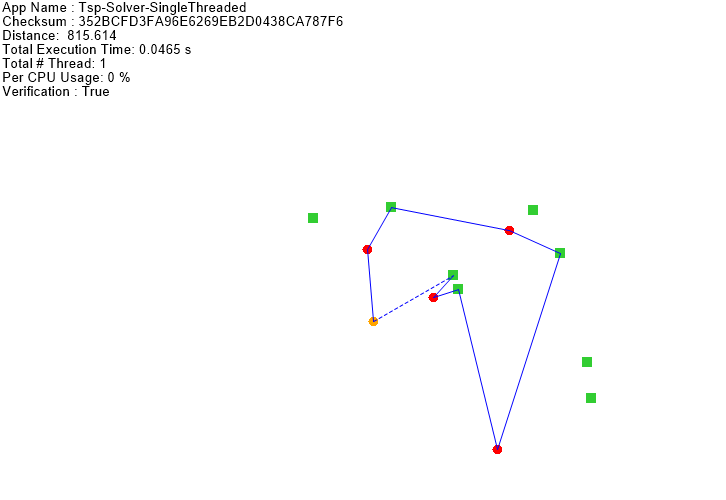 App Name : Tsp-Solver-SingleThreaded
Checksum : 352BCFD3FA96E6269EB2D0438CA787F6
Distance:  815.614
Total Execution Time: 0.0465 s
Total # Thread: 1
Per CPU Usage: 0 %
Verification : True